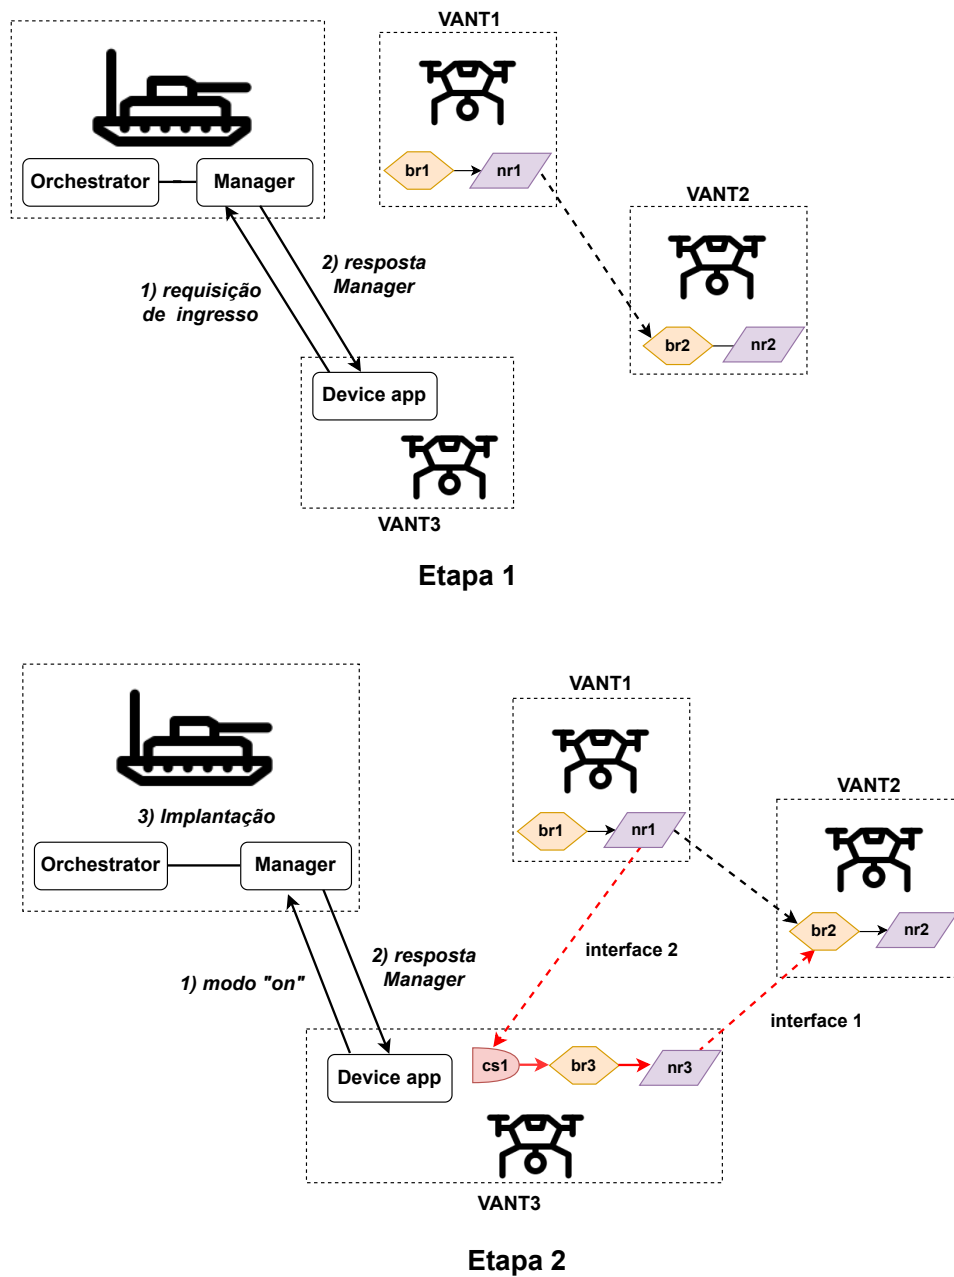 VANT1
Orchestrator
Manager
br1
nr1
VANT2
2) resposta
Manager
1) requisição
de ingresso
br2
nr2
Device app
VANT3
Etapa 1
VANT1
VANT2
3) Implantação
br1
nr1
Orchestrator
Manager
br2
nr2
interface 2
2) resposta
Manager
1) modo "on"
interface 1
Device app
cs1
br3
nr3
VANT3
Etapa 2